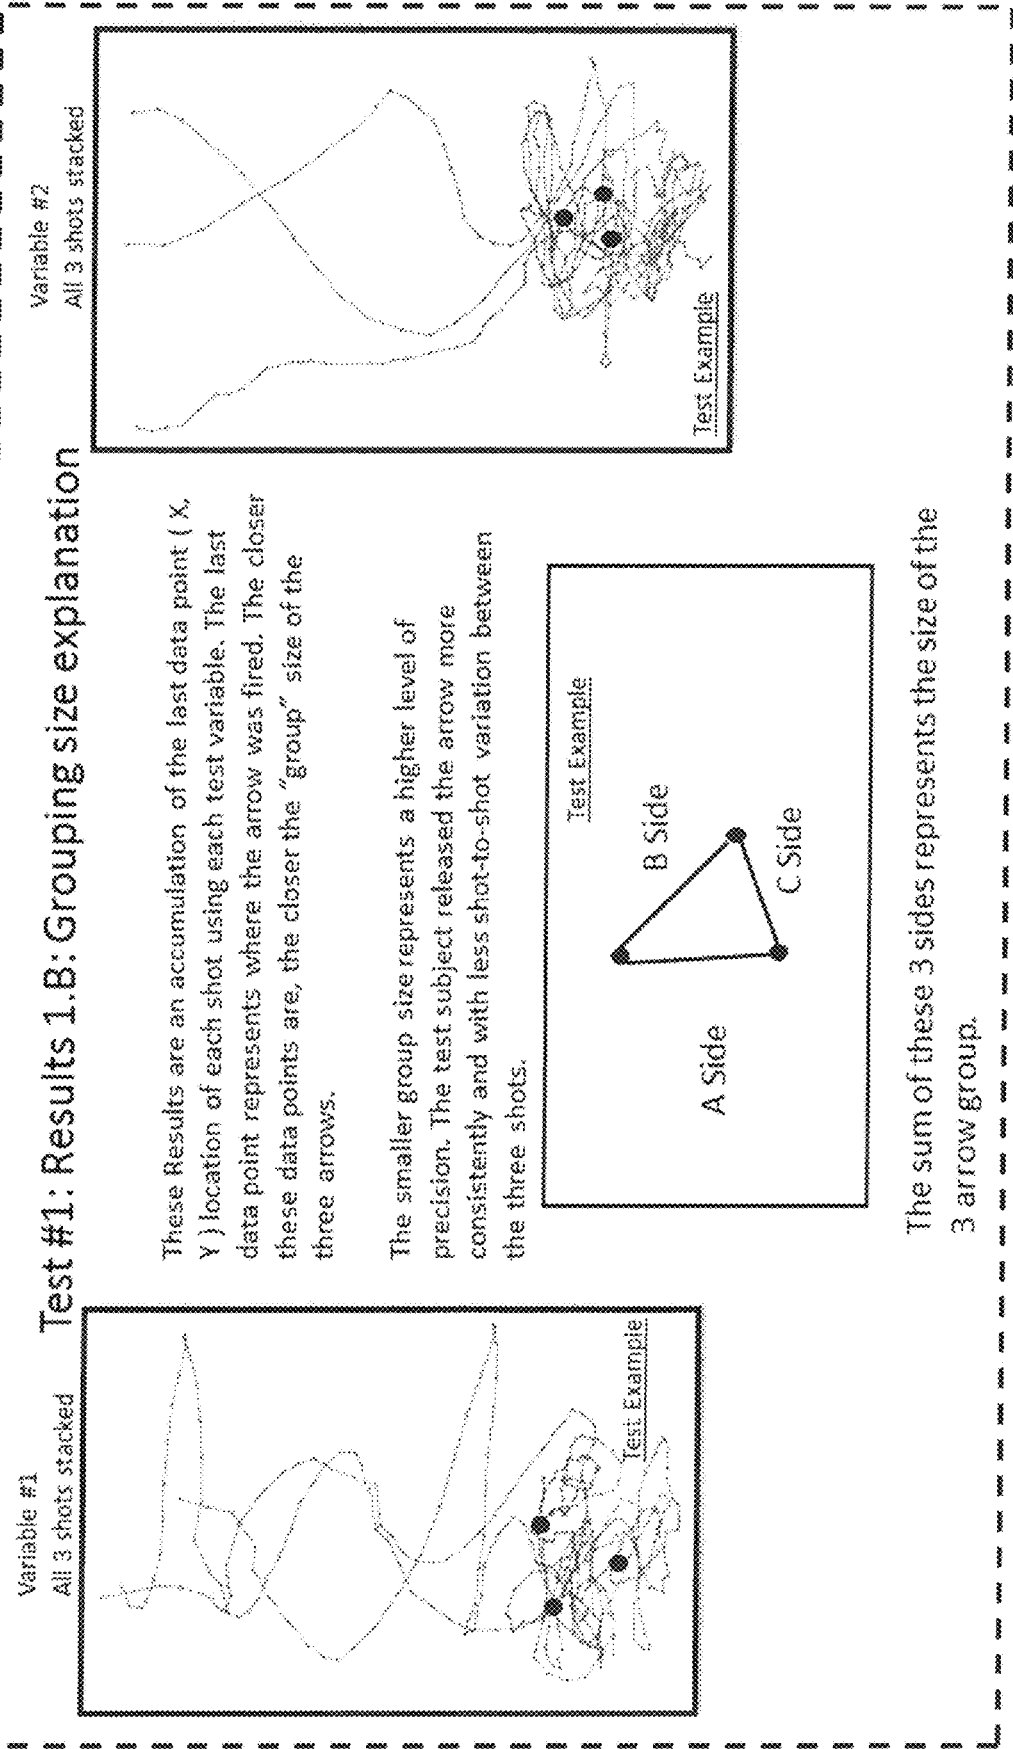 Test #1: Results 1.B: Grouping size explanation
Variable #1
All 3 shots stacked
Test Example
These Results are an accumulation of the last data point ( X,
Y ) location of each shot using each test variable. The last
data point represents where the arrow was fired. The closer
these data points are, the closer the "group" size of the
three arrows.
The smaller group size represents a higher level of
precision. The test subject released the arrow more
consistently and with less shot-to-shot variation between
the three shots.
Test Example
A Side
B Side
C Side
The sum of these 3 sides represents the size of the
3 arrow group.
Variable #2
All 3 shots stacked
Test Example